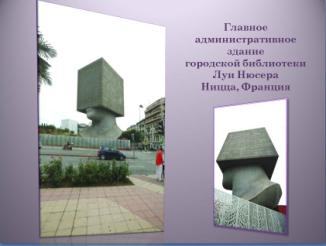 Главное
административное
здание
городской библиотеки
Луи Нюсера
Ницца, Франция